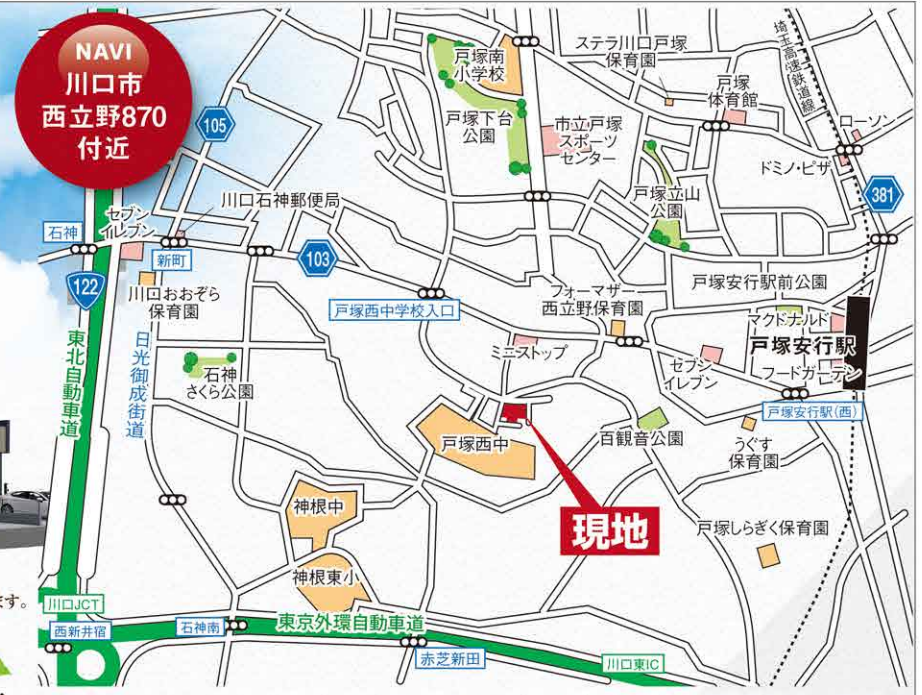 NAVI
川口市
西立野870
付近
105
戸塚南
小学校
ステラ川口戸塚
保育園
埼玉高速鉄道線
戸塚
体育館
ローソン
戸塚下台
公園
市立戸塚
スポーツ
センター
ドミノ・ピザ
戸塚立山
公園
381
川口石神郵便局
セブン
イレブン
石神
新町
103
122
川口おおぞら
保育園
戸塚西中学校入口
フォーマザー
西立野保育園
戸塚安行駅前公園
マクドナルド
戸塚安行駅
フードガーデン
ミニストップ
セブン
イレブン
戸塚安行駅(西)
東北自動車道
日光御成街道
石神
さくら公園
戸塚西中
百観音公園
うぐす
保育園
現地
神根中
戸塚しらぎく保育園
神根東小
ます。
川口JCT
西新井宿
石神南
東京外環自動車道
赤芝新田
川口東IC